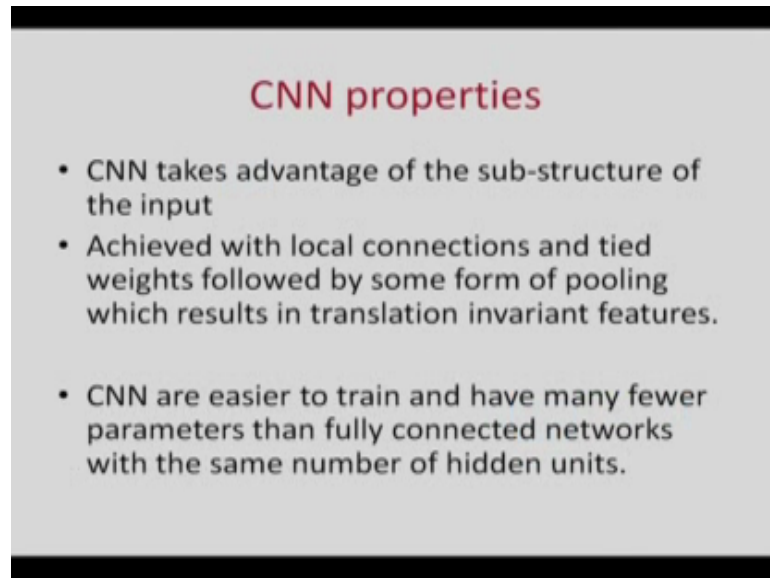 CNN properties
• CNN takes advantage of the sub-structure of
the input
• Achieved with local connections and tied
weights followed by some form of pooling
which results in translation invariant features.
• CNN are easier to train and have many fewer
parameters than fully connected networks
with the same number of hidden units.